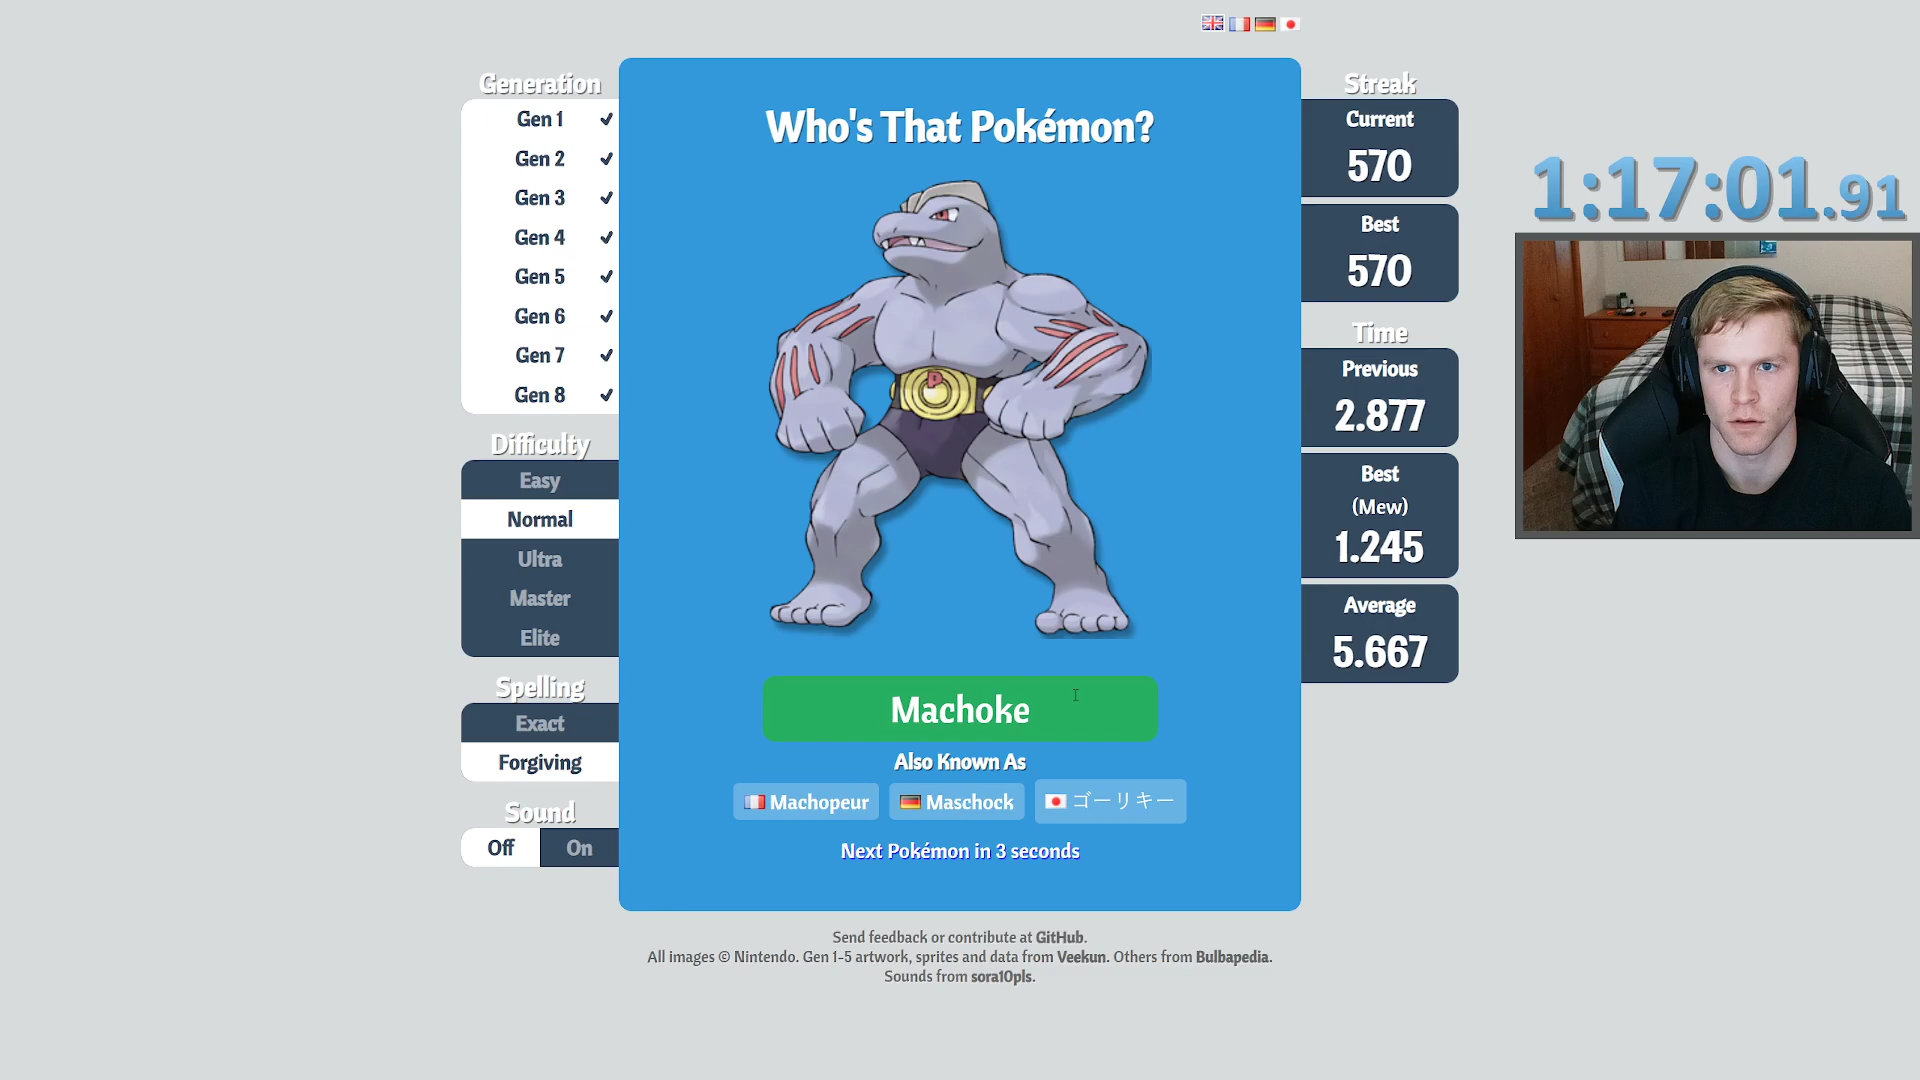 Generation
Gen 1 ✔
Gen 2 ✔
Gen 3 ✔
Gen 4 ✔
Gen 5 ✔
Gen 6 ✔
Gen 7 ✔
Gen 8 ✔
Difficulty
Easy
Normal
Ultra
Master
Elite
Spelling
Exact
Forgiving
Sound
Off On
Who's That Pokémon?
P
Machoke
Also Known As
Machopeur Maschock ゴーリキー
Next Pokémon in 3 seconds
Streak
Current
570
Best
570
Time
Previous
2.877
Best
(Mew)
1.245
Average
5.667
1:17:01.91
Send feedback or contribute at GitHub.
All images © Nintendo. Gen 1-5 artwork, sprites and data from Veekun. Others from Bulbapedia.
Sounds from sora10pls.